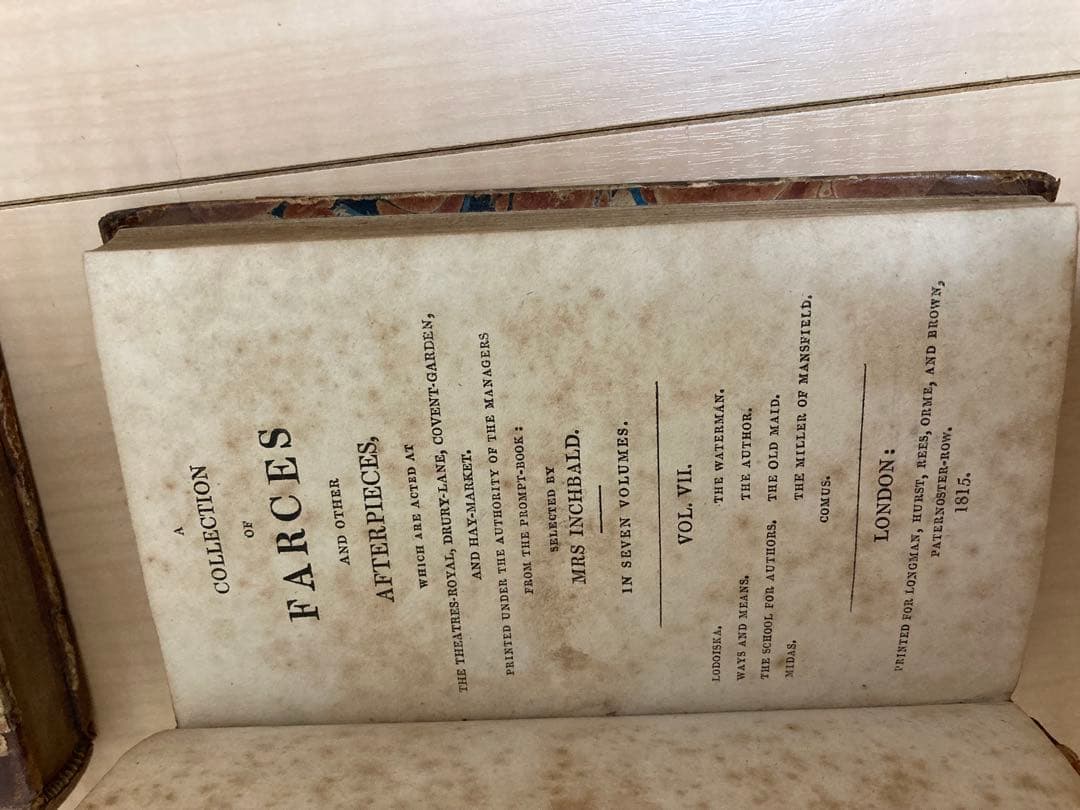 A
COLLECTION
OF
FARCES
AND OTHER
AFTERPIECES,
WHICH ARE ACTED AT
THE THEATRES-ROYAL, DRURY-LANE, COVENT-GARDEN,
AND HAY-MARKET.
PRINTED UNDER THE AUTHORITY OF THE MANAGERS
FROM THE PROMPT-BOOK:
SELECTED BY
MRS INCHBALD.
IN SEVEN VOLUMES.
VOL. VII.
LODOISKA. THE WATERMAN.
WAYS AND MEANS. THE AUTHOR.
THE SCHOOL FOR AUTHORS. THE OLD MAID.
MIDAS. THE MILLER OF MANSFIELD.
COMUS.
LONDON:
PRINTED FOR LONGMAN, HURST, REES, ORME, AND BROWN,
PATERNOSTER-ROW.
1815.